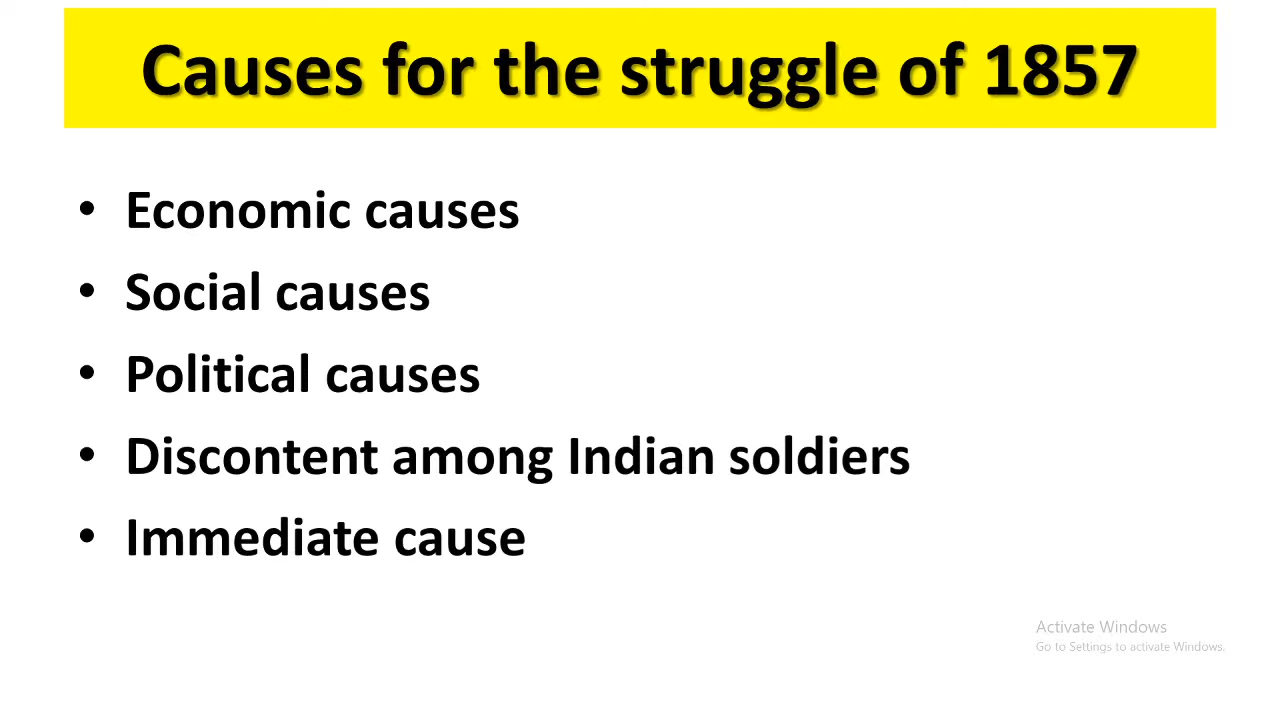 Causes for the struggle of 1857
• Economic causes
• Social causes
• Political causes
• Discontent among Indian soldiers
• Immediate cause
Activate Windows
Go to Settings to activate Windows.